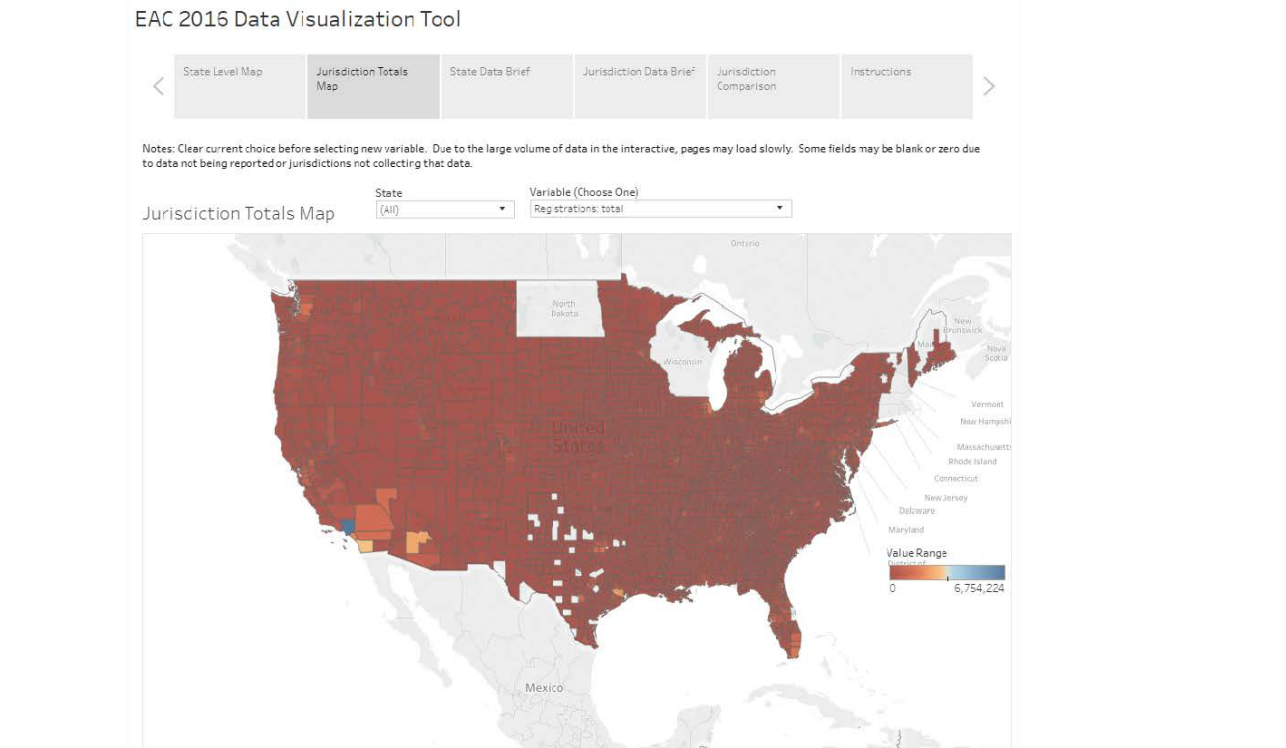 EAC 2016 Data Visualization Tool
State Level Map
Jurisdiction Totals
Map
State Data Brief
Jurisdiction Data Brief
Jurisdiction
Comparison
Instructions
Notes: Clear current choice before selecting new variable. Due to the large volume of data in the interactive, pages may load slowly. Some fields may be blank or zero due
to data not being reported or jurisdictions not collecting that data.
State
Variable (Choose One)
Jurisdiction Totals Map
(All)
Registrations: total
Ontario
North
Dakota
New
Brunswick
Nova
Scotia
Wisconsin
United
States
Vermont
New Hampshi
Massachusetts
Rhode Island
Connecticut
New Jersey
Delaware
Maryland
Value Range
District of
0
6,754,224
Mexico